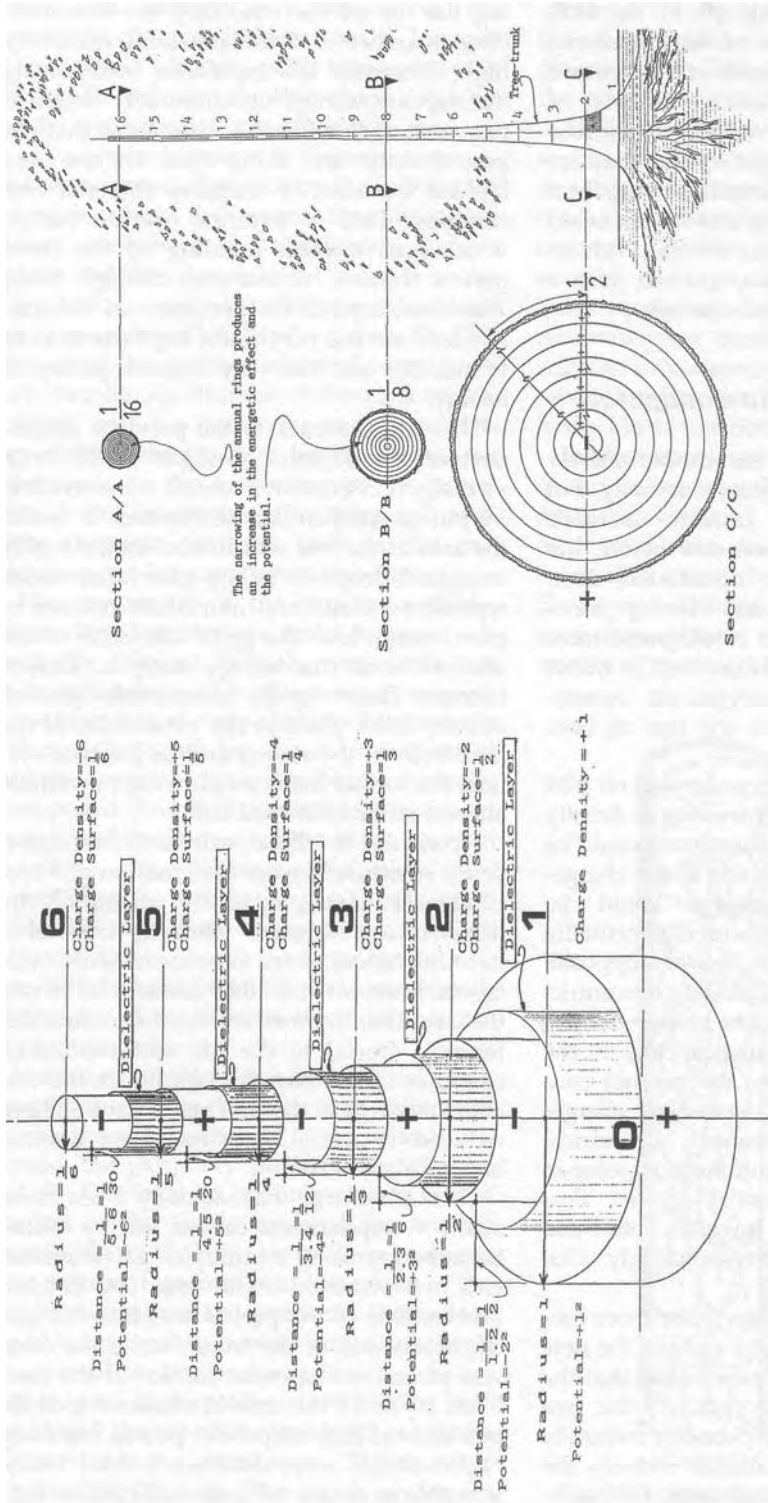 Radius 1/6
Distance=1/5·6=1/30
Potential-6²
Radius=1/5
Distance=1/4·5=1/20
Potential+5²
Radius=1/4
Distance=1/3·4=1/12
Potential-4²
Radius=1/3
Distance =1/2·3=1/6
Potential+3²
Radius=1/2
Distance 1/1·2=1/2
Potential-2²
Radius=1
Potential+1²
-
+
-
+
-
0
+
6
Charge Density=-6
Charge Surface=1/6
Dielectric Layer
5
Charge Density=+5
Charge Surface=1/5
Dielectric Layer
4
Charge Density=-4
Charge Surface=1/4
Dielectric Layer
3
Charge Density=+3
Charge Surface=1/3
Dielectric Layer
2
Charge Density=-2
Charge Surface=1/2
Dielectric Layer
1
Charge Density =+1
Section A/A
1/16
The narrowing of the annual rings produces
an increase in the energetic effect and
the potential
Section B/B
1/8
+
-
1/2
Section C/C
A
A
16
15
14
13
12
11
10
9
B
B
8
7
6
5
4
3
Tree-trunk
C
C
2